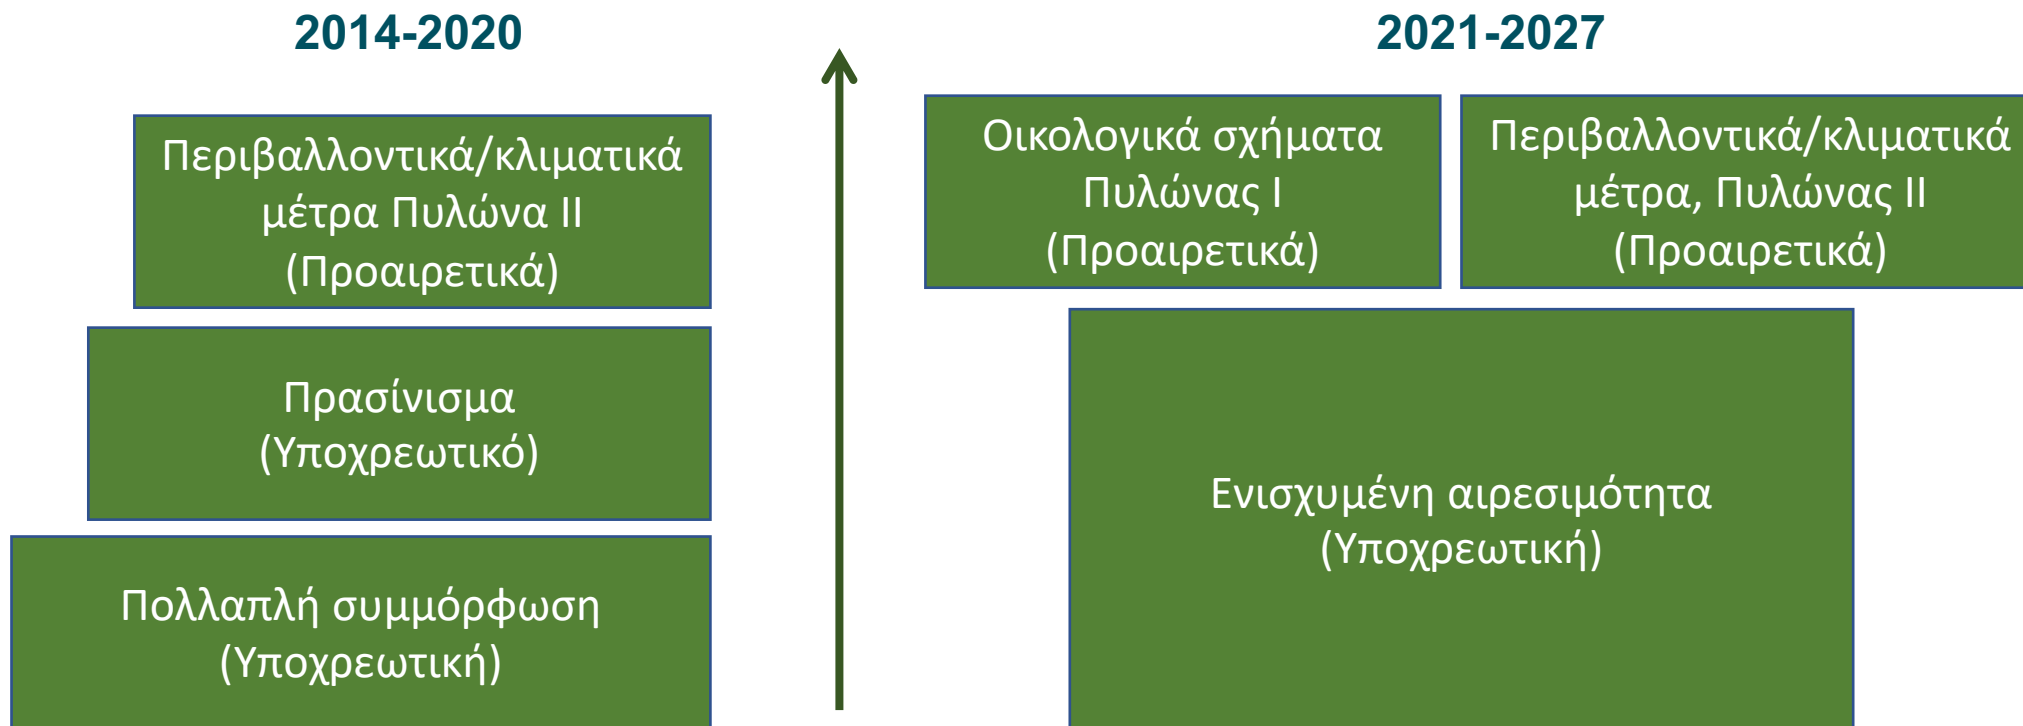 2014-2020
Περιβαλλοντικά/κλιματικά
μέτρα Πυλώνα ΙΙ
(Προαιρετικά)
Πρασίνισμα
(Υποχρεωτικό)
Πολλαπλή συμμόρφωση
(Υποχρεωτική)
2021-2027
Οικολογικά σχήματα
Πυλώνας Ι
(Προαιρετικά)
Περιβαλλοντικά/κλιματικά
μέτρα, Πυλώνας ΙΙ
(Προαιρετικά)
Ενισχυμένη αιρεσιμότητα
(Υποχρεωτική)